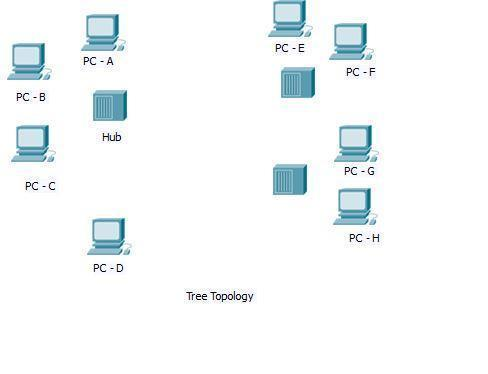 PC - A
PC - B
Hub
PC - C
PC - D
PC - E
PC - F
PC - G
PC - H
Tree Topology